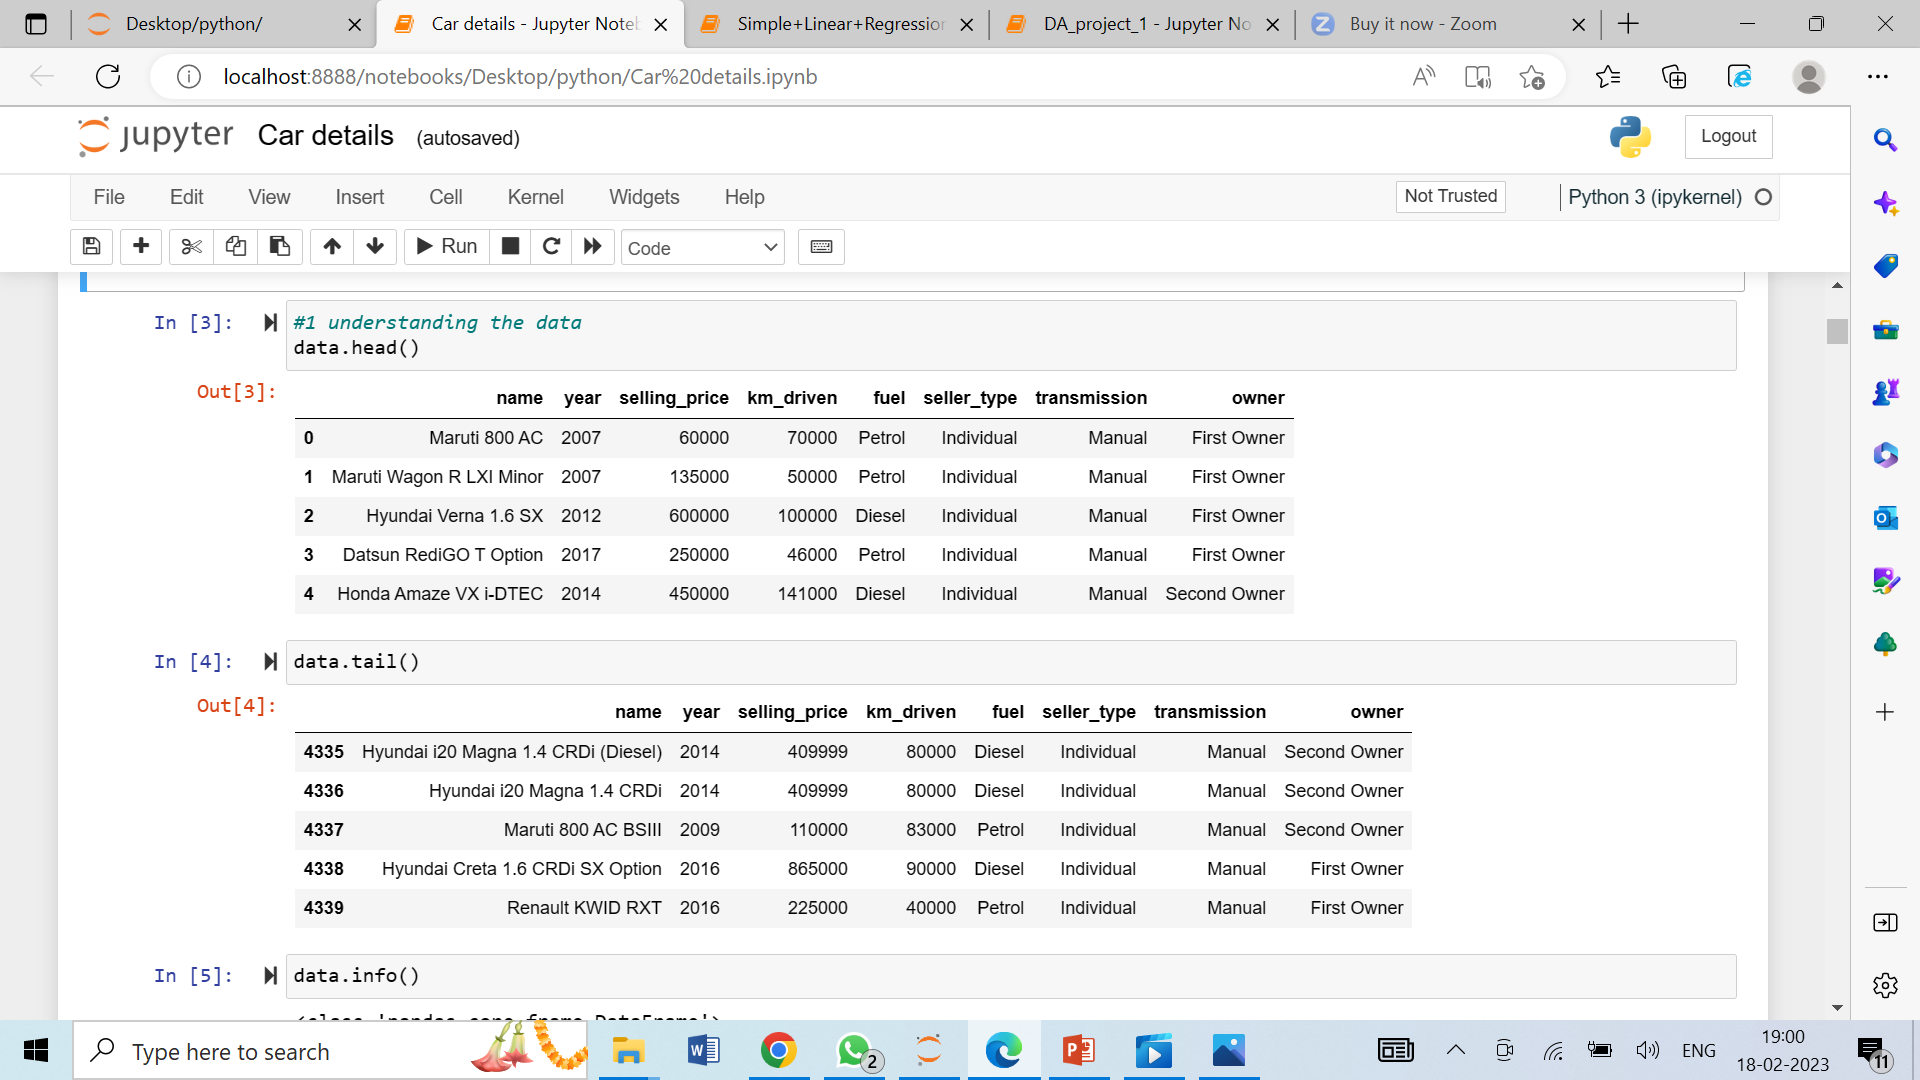 Desktop/python/
Car details - Jupyter Noteb
Simple+Linear+Regression
DA_project_1 - Jupyter No
Buy it now - Zoom
localhost:8888/notebooks/Desktop/python/Car%20details.ipynb
jupyter Car details (autosaved)
Logout
File Edit View Insert Cell Kernel Widgets Help
Not Trusted
Python 3 (ipykernel)
Run
Code
In [3]: #1 understanding the data
data.head()
Out[3]:
name year selling_price km_driven fuel seller_type transmission owner
0 Maruti 800 AC 2007 60000 70000 Petrol Individual Manual First Owner
1 Maruti Wagon R LXI Minor 2007 135000 50000 Petrol Individual Manual First Owner
2 Hyundai Verna 1.6 SX 2012 600000 100000 Diesel Individual Manual First Owner
3 Datsun RediGO T Option 2017 250000 46000 Petrol Individual Manual First Owner
4 Honda Amaze VX i-DTEC 2014 450000 141000 Diesel Individual Manual Second Owner
In [4]: data.tail()
Out[4]:
name year selling_price km_driven fuel seller_type transmission owner
4335 Hyundai i20 Magna 1.4 CRDi (Diesel) 2014 409999 80000 Diesel Individual Manual Second Owner
4336 Hyundai i20 Magna 1.4 CRDi 2014 409999 80000 Diesel Individual Manual Second Owner
4337 Maruti 800 AC BSIII 2009 110000 83000 Petrol Individual Manual Second Owner
4338 Hyundai Creta 1.6 CRDi SX Option 2016 865000 90000 Diesel Individual Manual First Owner
4339 Renault KWID RXT 2016 225000 40000 Petrol Individual Manual First Owner
In [5]: data.info()
<class 'pandas.core.frame.DataFrame'>
Type here to search
2
ENG
19:00
18-02-2023
11